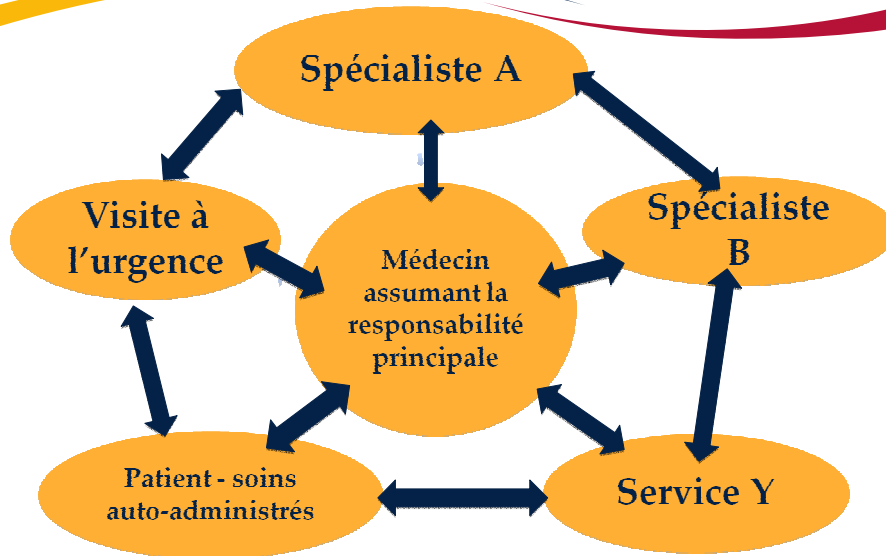 Spécialiste A
Visite à
l'urgence
Spécialiste
B
Médecin
assumant la
responsabilité
principale
Patient - soins
auto-administrés
Service Y